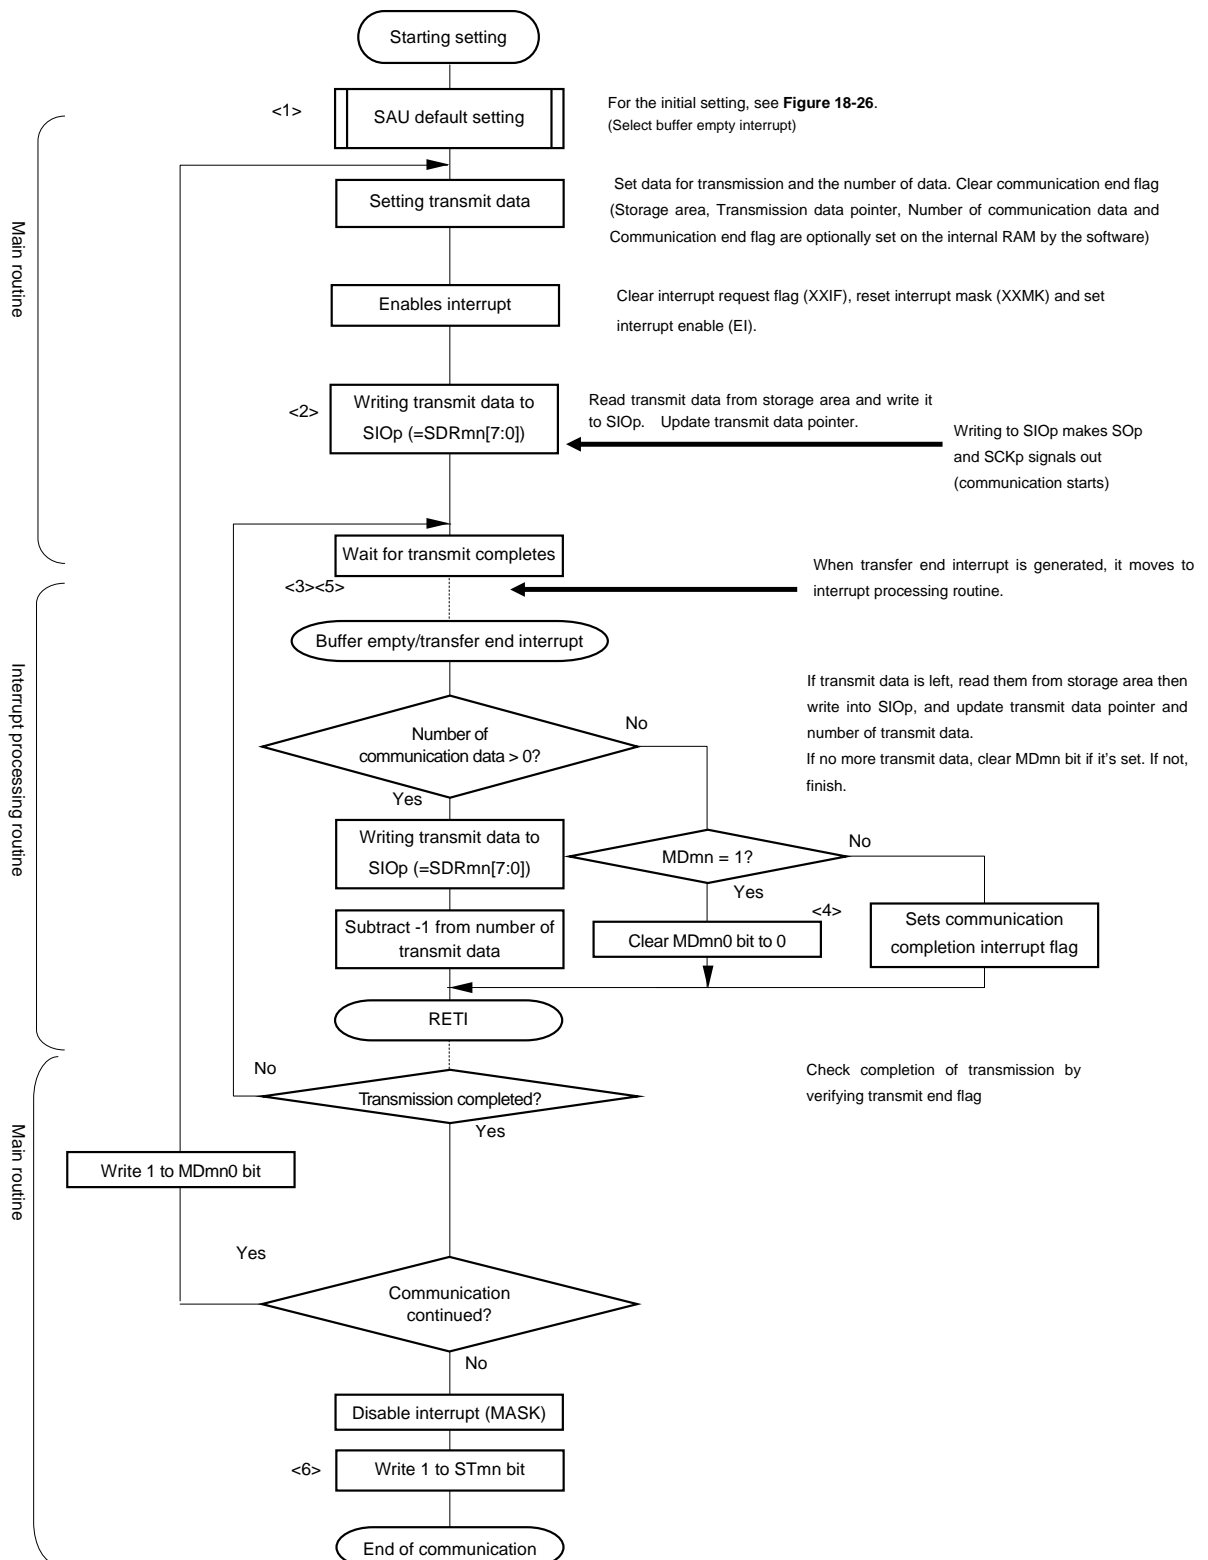 Starting setting
<1>
SAU default setting
For the initial setting, see Figure 18-26.
(Select buffer empty interrupt)
Setting transmit data
Set data for transmission and the number of data. Clear communication end flag
(Storage area, Transmission data pointer, Number of communication data and
Communication end flag are optionally set on the internal RAM by the software)
Main routine
Enables interrupt
Clear interrupt request flag (XXIF), reset interrupt mask (XXMK) and set
interrupt enable (EI).
<2>
Writing transmit data to
SIOp (=SDRmn[7:0])
Read transmit data from storage area and write it
to SIOp. Update transmit data pointer.
Writing to SIOp makes SOp
and SCKp signals out
(communication starts)
Wait for transmit completes
<3><5>
When transfer end interrupt is generated, it moves to
interrupt processing routine.
Buffer empty/transfer end interrupt
Interrupt processing routine
If transmit data is left, read them from storage area then
write into SIOp, and update transmit data pointer and
number of transmit data.
If no more transmit data, clear MDmn bit if it's set. If not,
finish.
Number of
communication data > 0?
No
Yes
Writing transmit data to
SIOp (=SDRmn[7:0])
MDmn = 1?
No
Yes
<4>
Subtract -1 from number of
transmit data
Clear MDmn0 bit to 0
Sets communication
completion interrupt flag
RETI
No
Transmission completed?
Yes
Check completion of transmission by
verifying transmit end flag
Main routine
Write 1 to MDmn0 bit
Yes
Communication
continued?
No
Disable interrupt (MASK)
<6>
Write 1 to STmn bit
End of communication